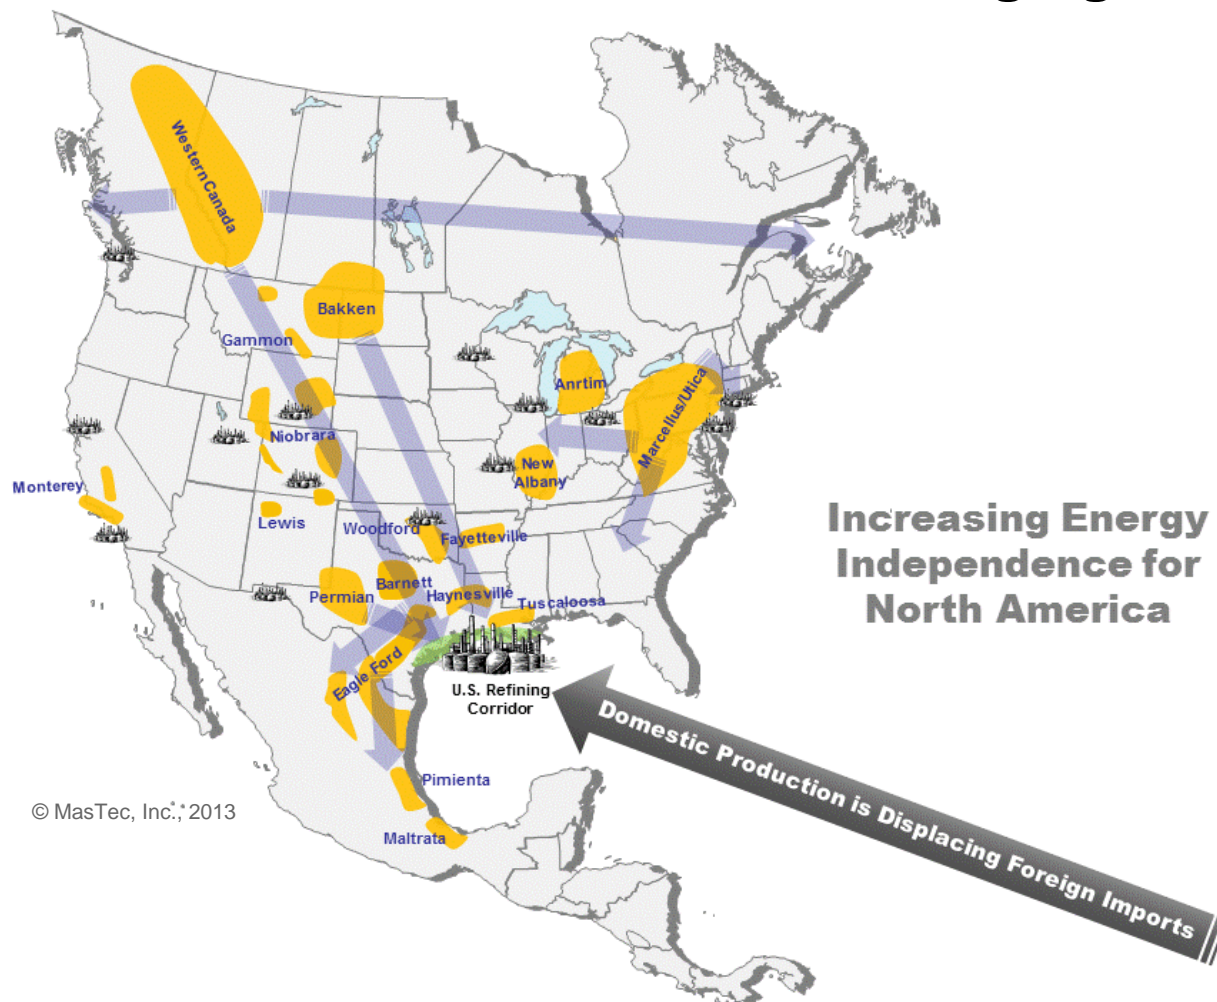 Western Canada
Bakken
Gammon
Anrtim
Marcellus/Utica
Niobrara
New
Albany
Monterey
Lewis
Woodford
Fayetteville
Increasing Energy
Independence for
North America
Barnett
Permian
Haynesville
Tuscaloosa
Eagle Ford
U.S. Refining
Corridor
Domestic Production is Displacing Foreign Imports
Pimienta
© MasTec, Inc., 2013
Maltrata